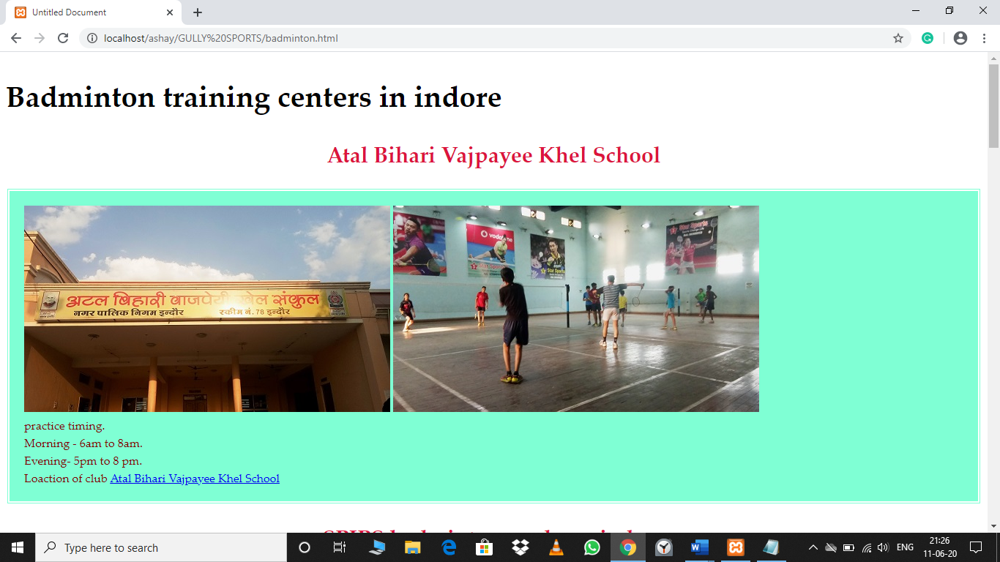 Untitled Document
localhost/ashay/GULLY%20SPORTS/badminton.html
Badminton training centers in indore
Atal Bihari Vajpayee Khel School
अटल बिहारी वाजपेयी खेल संकुल
नगर पालिक निगम इन्दौर स्कीम नं. 78 इन्दौर
vodafone
Star Sports
Star Sports
practice timing.
Morning - 6am to 8am.
Evening- 5pm to 8 pm.
Loaction of club Atal Bihari Vajpayee Khel School
Type here to search
ENG
21:26
11-06-20